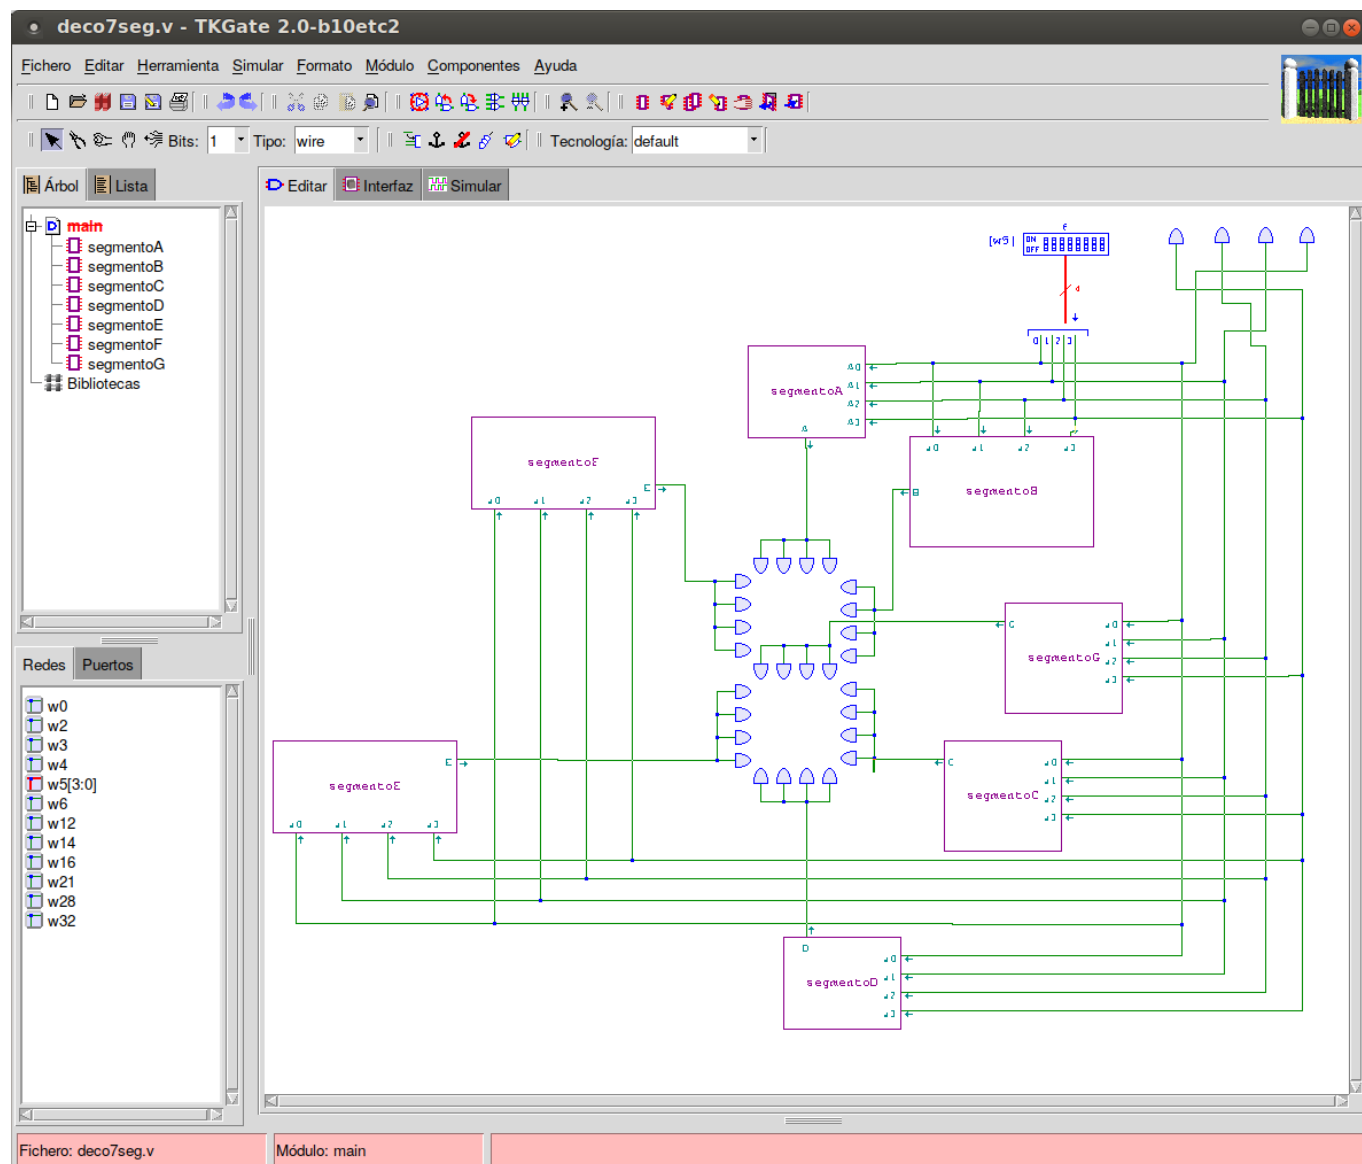 deco7seg.v - TKGate 2.0-b10etc2
Fichero Editar Herramienta Simular Formato Módulo Componentes Ayuda
Bits: 1 Tipo: wire Tecnología: default
Árbol Lista
Editar Interfaz Simular
main
segmentoA
segmentoB
segmentoC
segmentoD
segmentoE
segmentoF
segmentoG
Bibliotecas
Redes Puertos
w0
w2
w3
w4
w5[3:0]
w6
w12
w14
w16
w21
w28
w32
ON
OFF
segmentoA
segmentoB
segmentoF
segmentoG
segmentoE
segmentoC
segmentoD
Fichero: deco7seg.v
Módulo: main